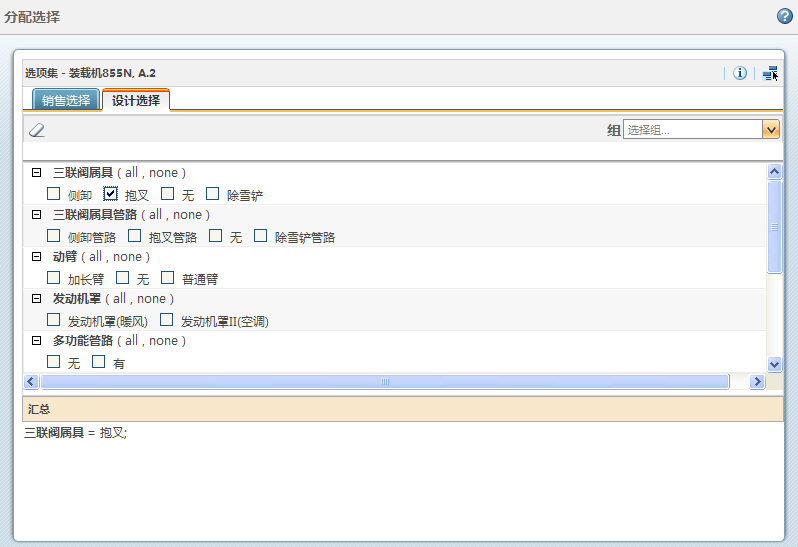 分配选择
选项集 - 装载机855N, A.2
销售选择 设计选择
组 选择组...
三联阀属具 ( all , none )
侧卸 抱叉 无 除雪铲
三联阀属具管路 ( all , none )
侧卸管路 抱叉管路 无 除雪铲管路
动臂 ( all , none )
加长臂 无 普通臂
发动机罩 ( all , none )
发动机罩(暖风) 发动机罩II(空调)
多功能管路 ( all , none )
无 有
汇总
三联阀属具 = 抱叉;